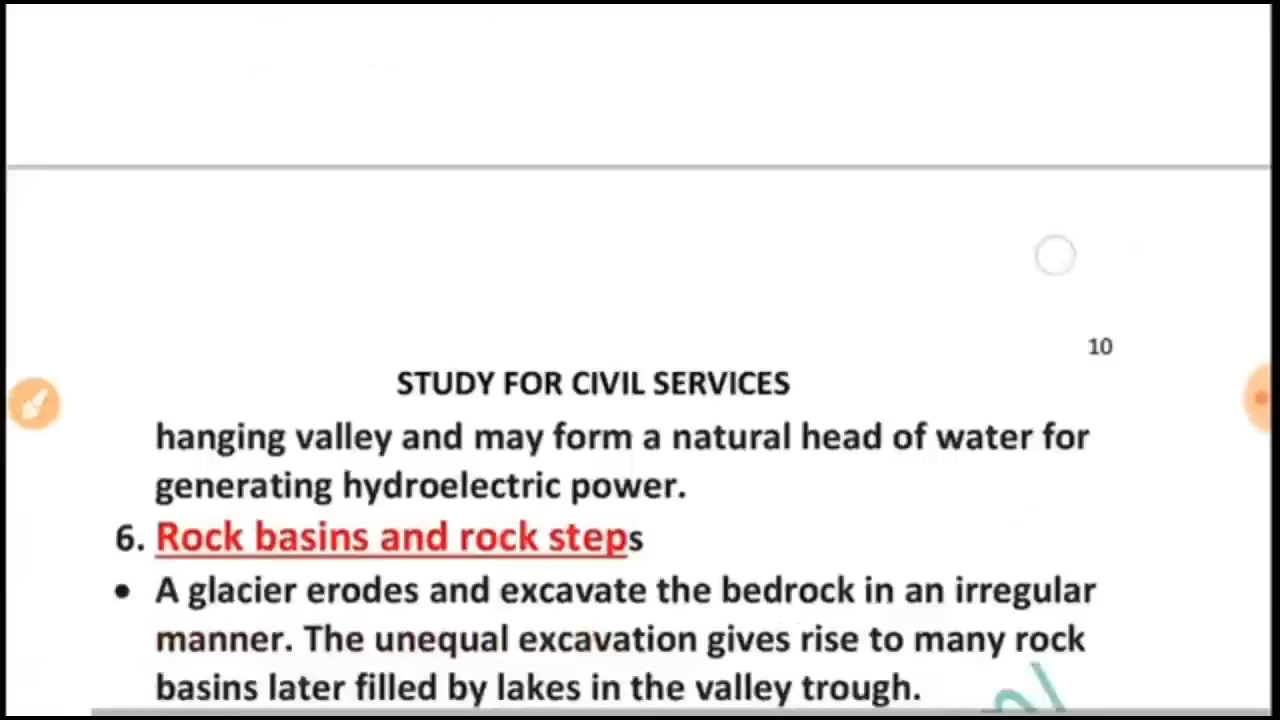 10
STUDY FOR CIVIL SERVICES
hanging valley and may form a natural head of water for
generating hydroelectric power.
6. Rock basins and rock steps
• A glacier erodes and excavate the bedrock in an irregular
manner. The unequal excavation gives rise to many rock
basins later filled by lakes in the valley trough.